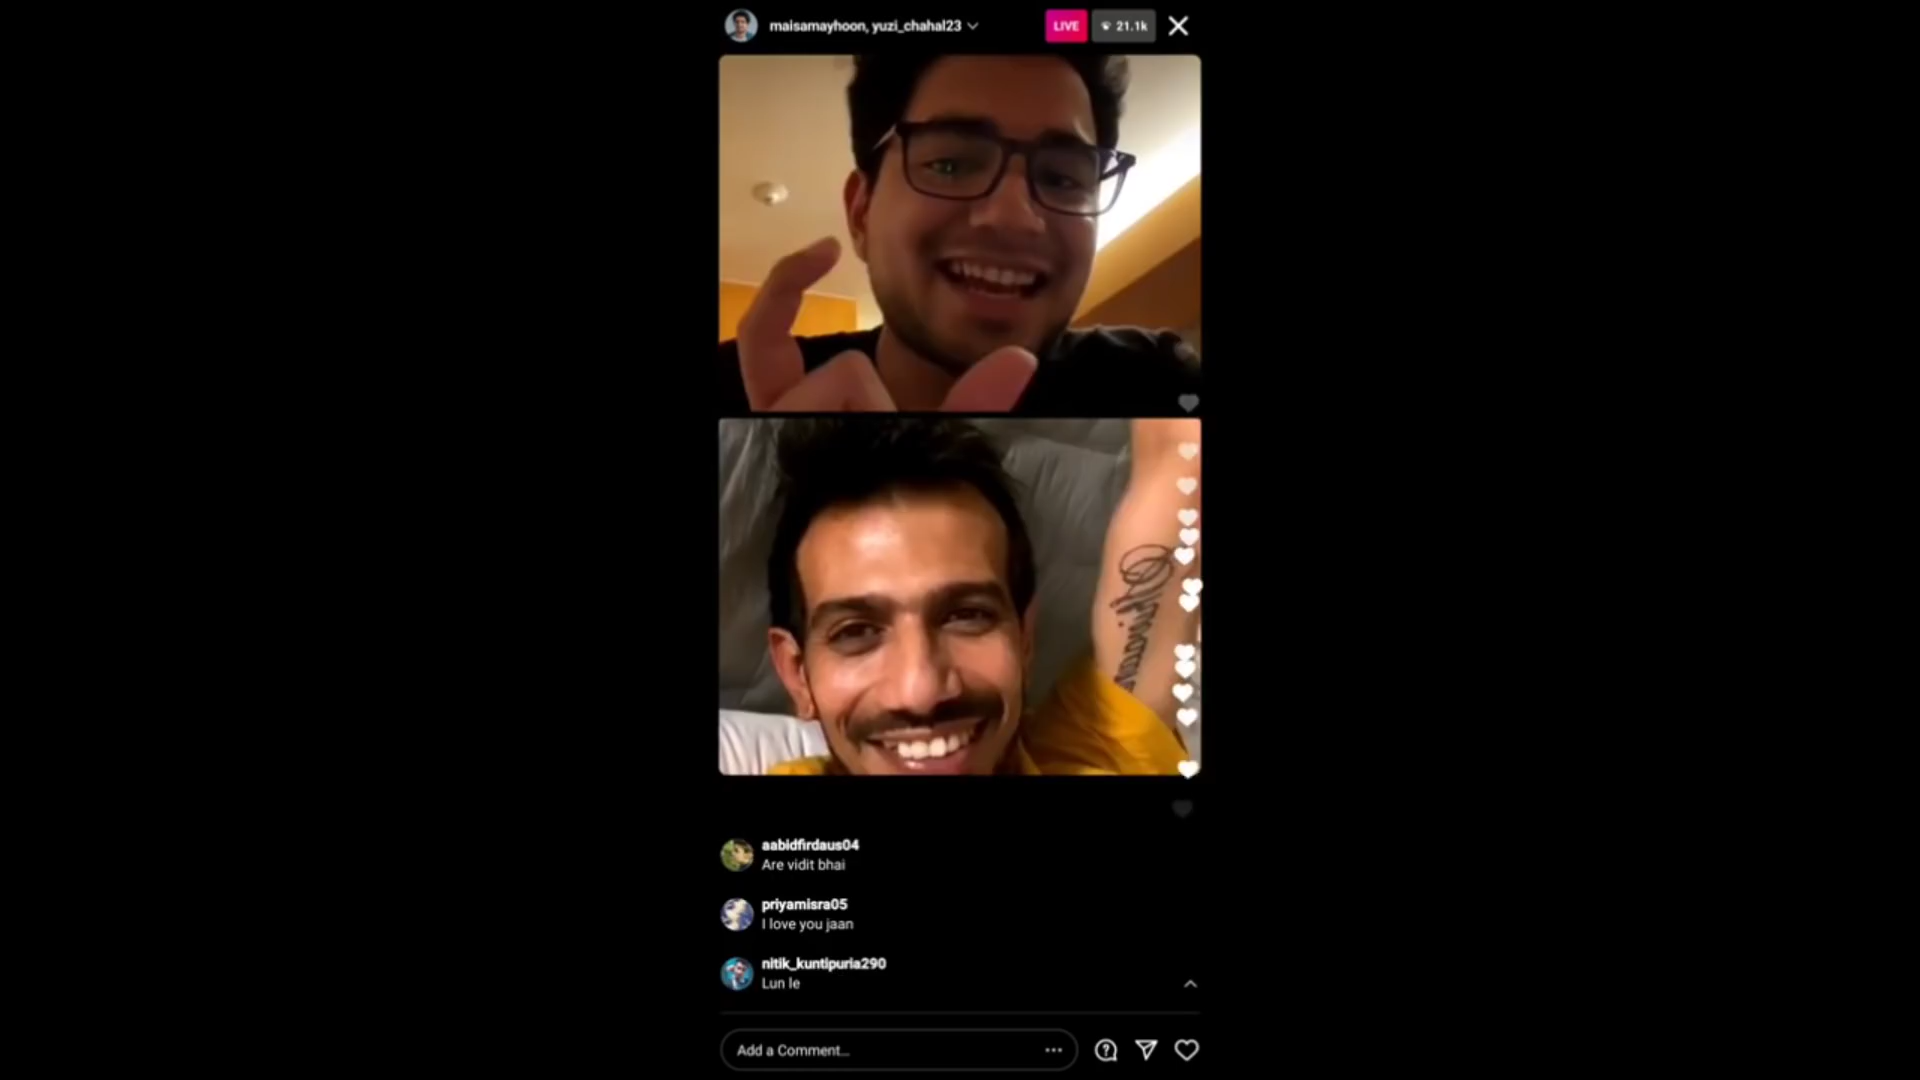 maisamayhoon, yuzi_chahal23
LIVE
21.1k
aabidfirdaus04
Are vidit bhai
priyamisra05
I love you jaan
nitik_kuntipuria290
Lun le
Add a Comment...